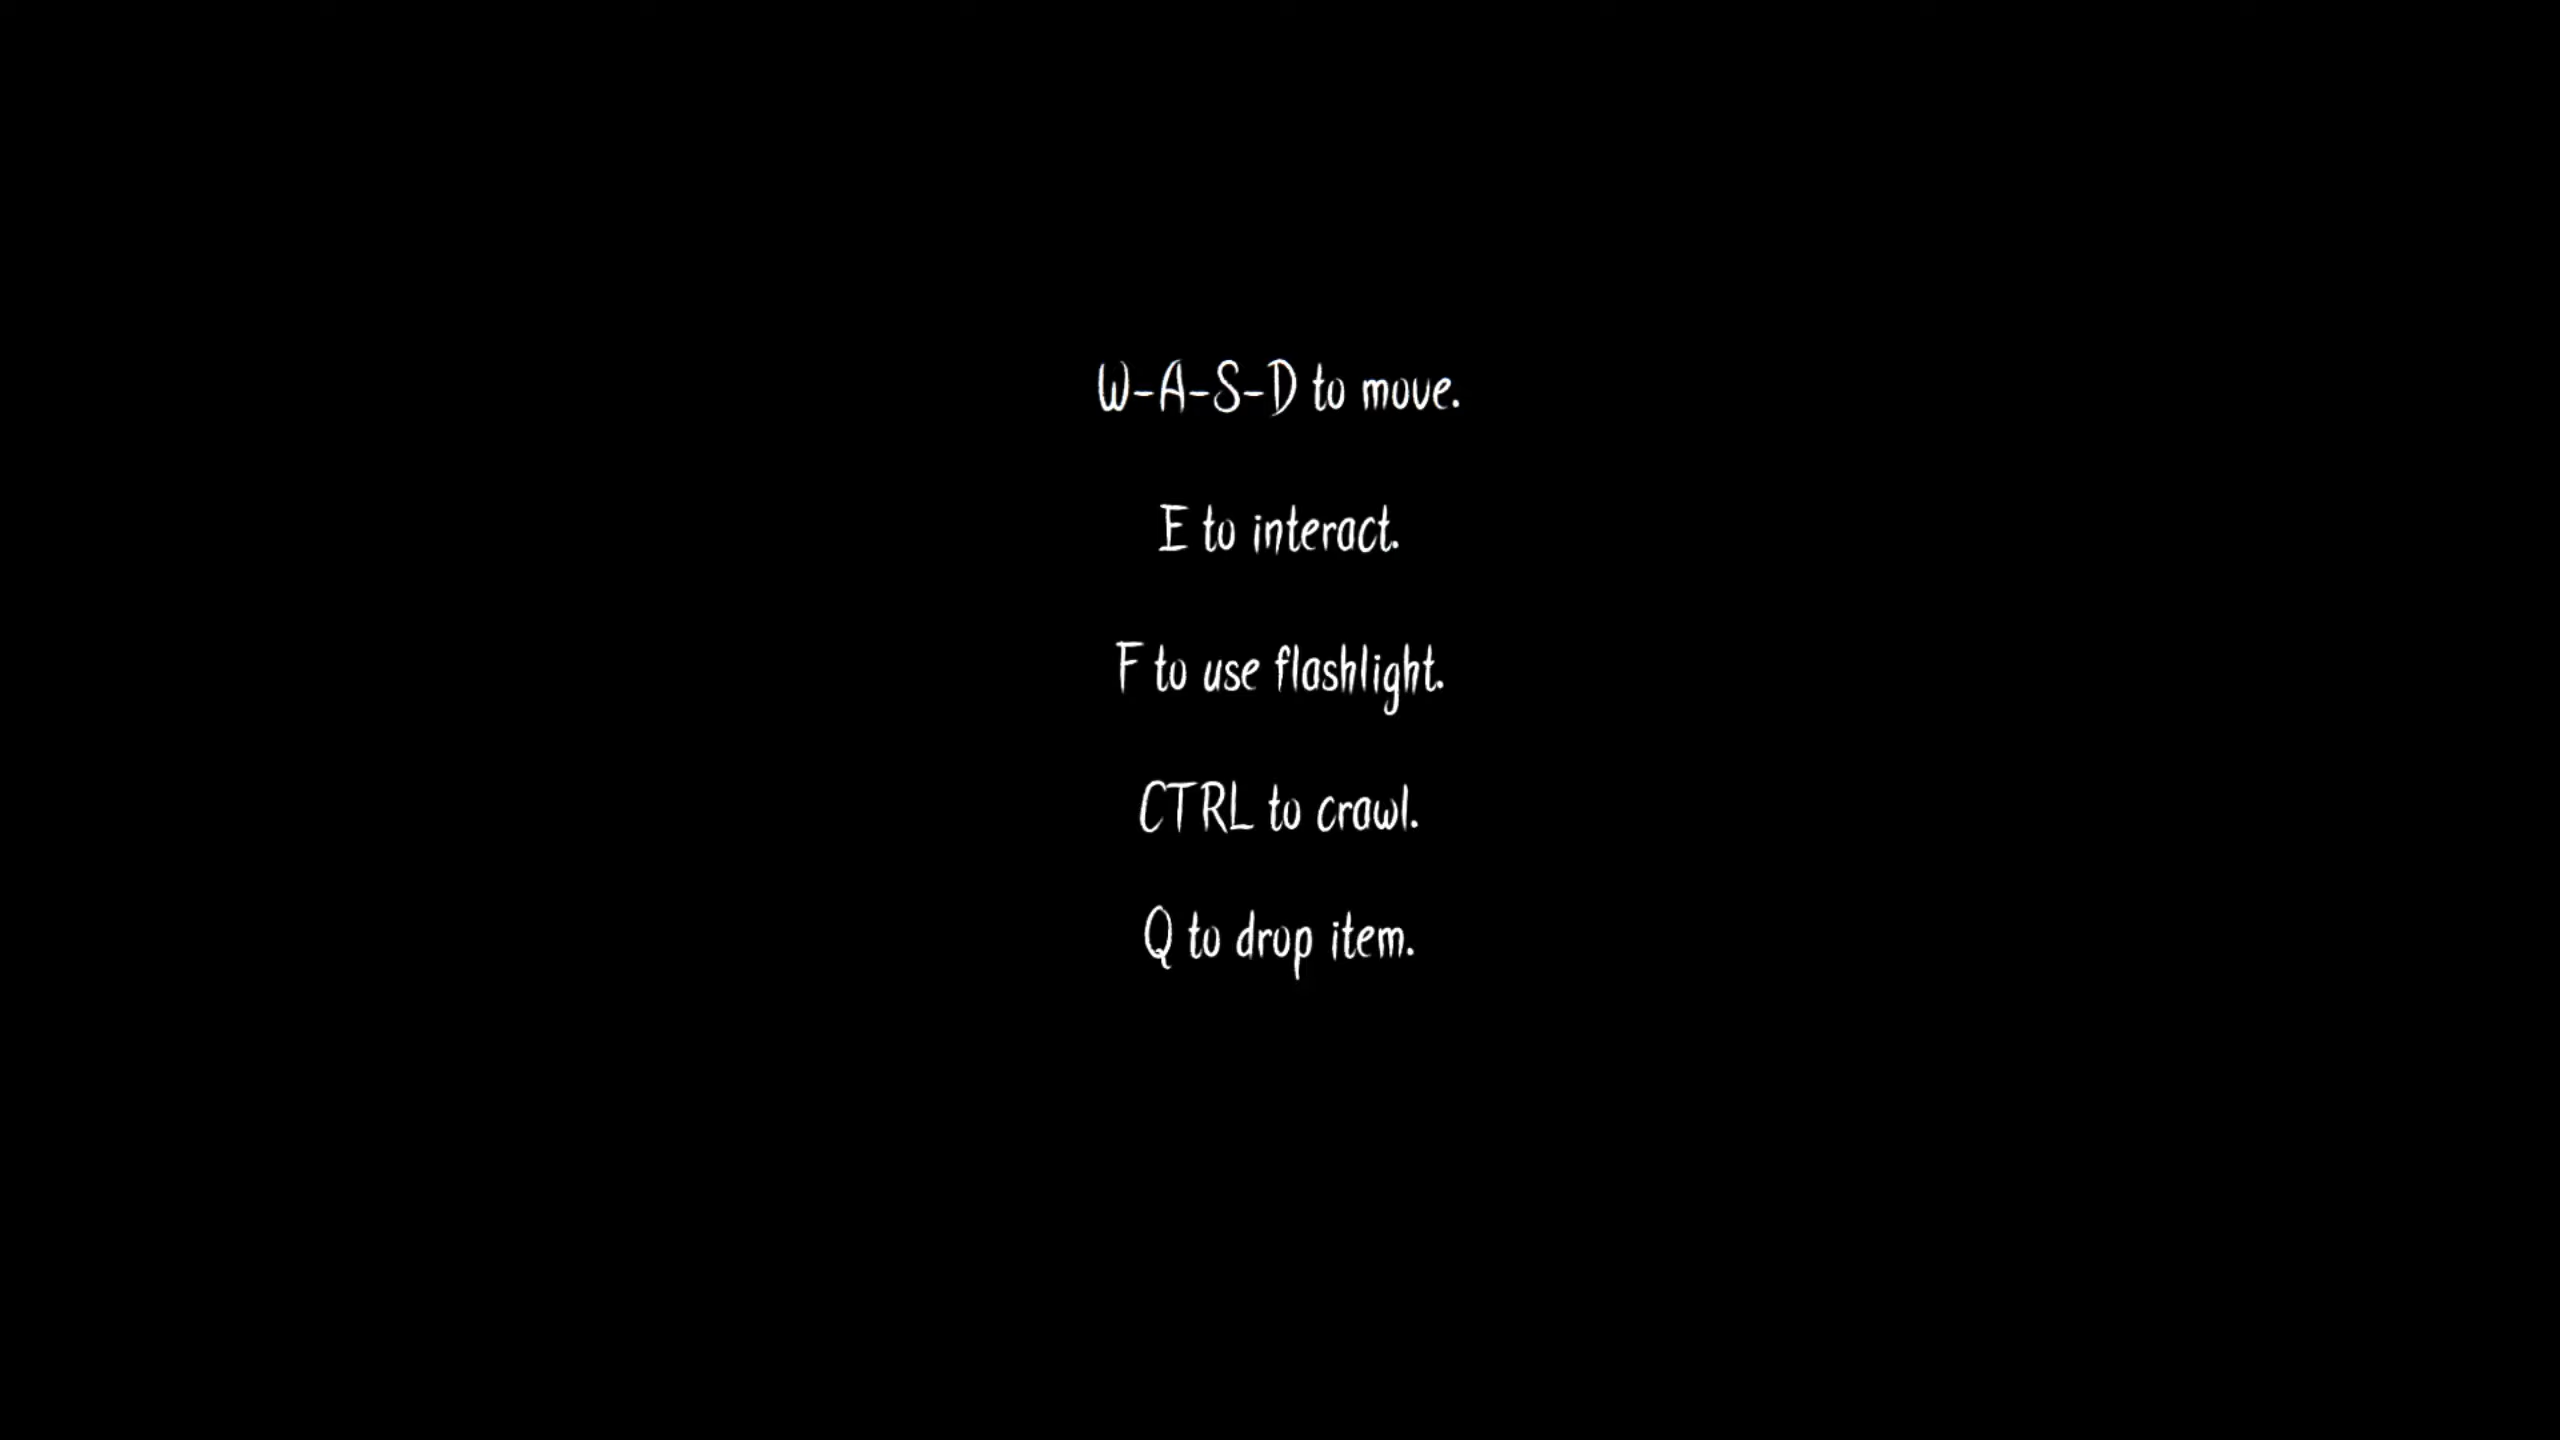 W-A-S-D to move.
E to interact.
F to use flashlight.
CTRL to crawl.
Q to drop item.